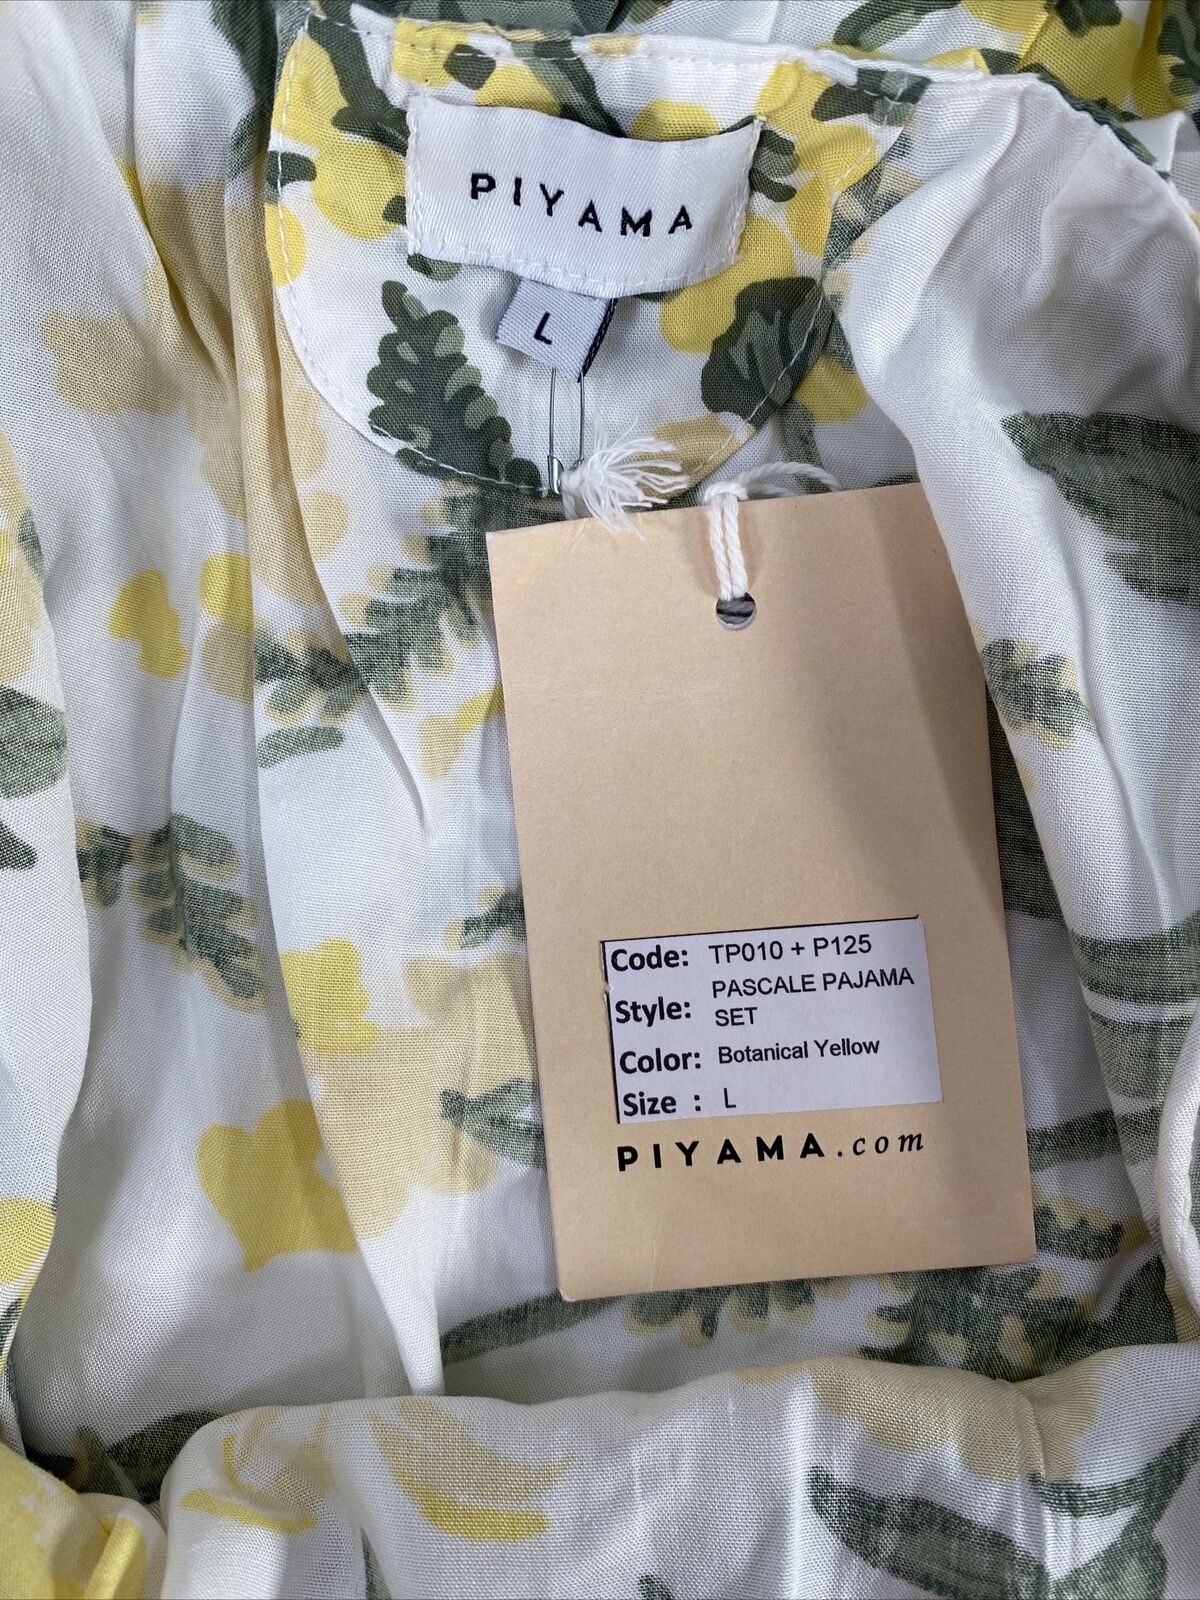 PIYAMA
L
Code: TP010 + P125
Style: PASCALE PAJAMA
SET
Color: Botanical Yellow
Size : L
PIYAMA.com